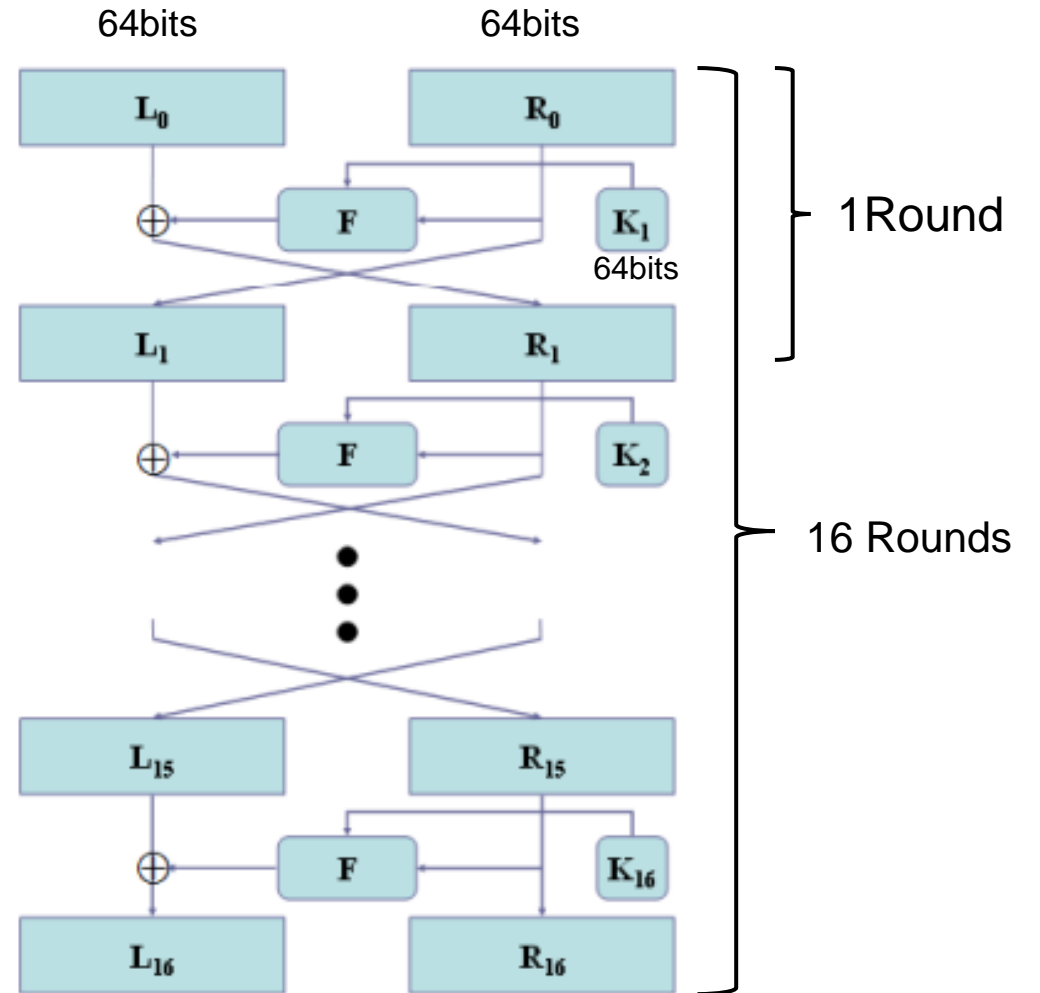 64bits 64bits
L0 R0
F K1
64bits
1Round
L1 R1
F K2
16 Rounds
L15 R15
F K16
L16 R16